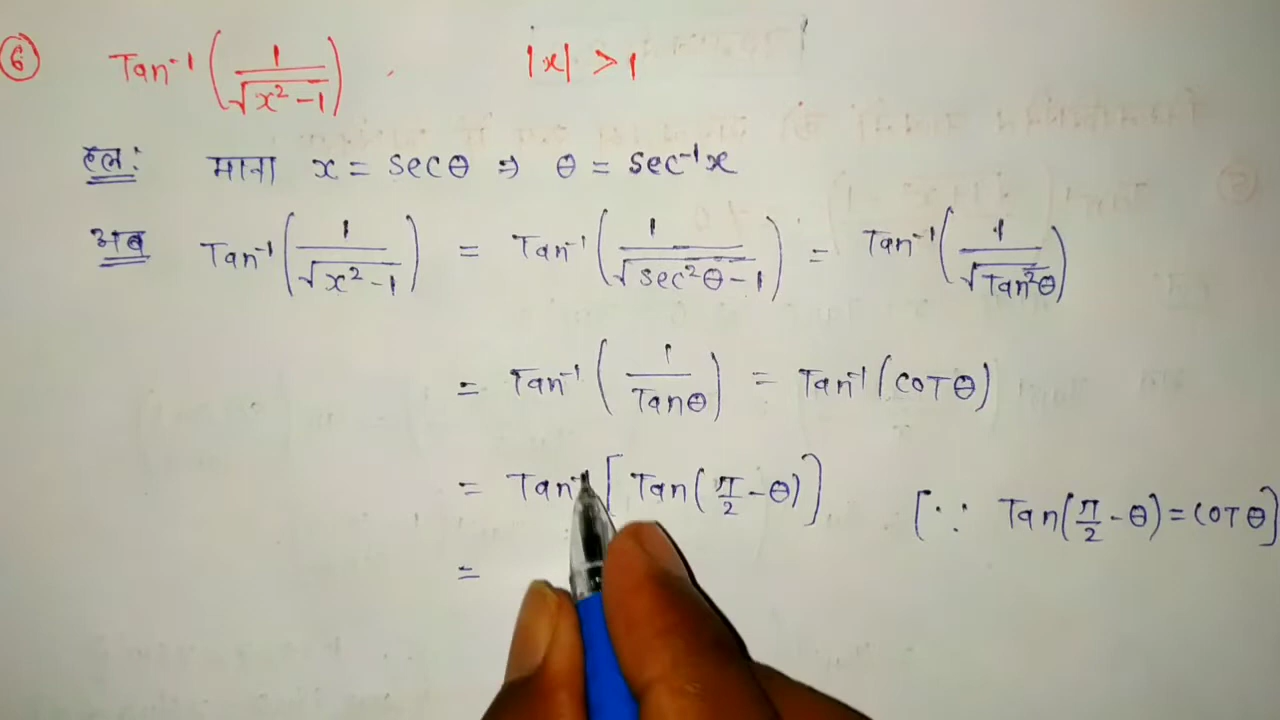 ⑥ Tan⁻¹(1/√(x²-1)) . |x| > 1
हल: माना x = secθ ⇒ θ = sec⁻¹x
अब Tan⁻¹(1/√(x²-1)) = Tan⁻¹(1/√(sec²θ-1)) = Tan⁻¹(1/√(Tan²θ))
= Tan⁻¹(1/Tanθ) = Tan⁻¹(COTθ)
= Tan⁻¹[Tan(π/2-θ)] [∵ Tan(π/2-θ)=COTθ]
=